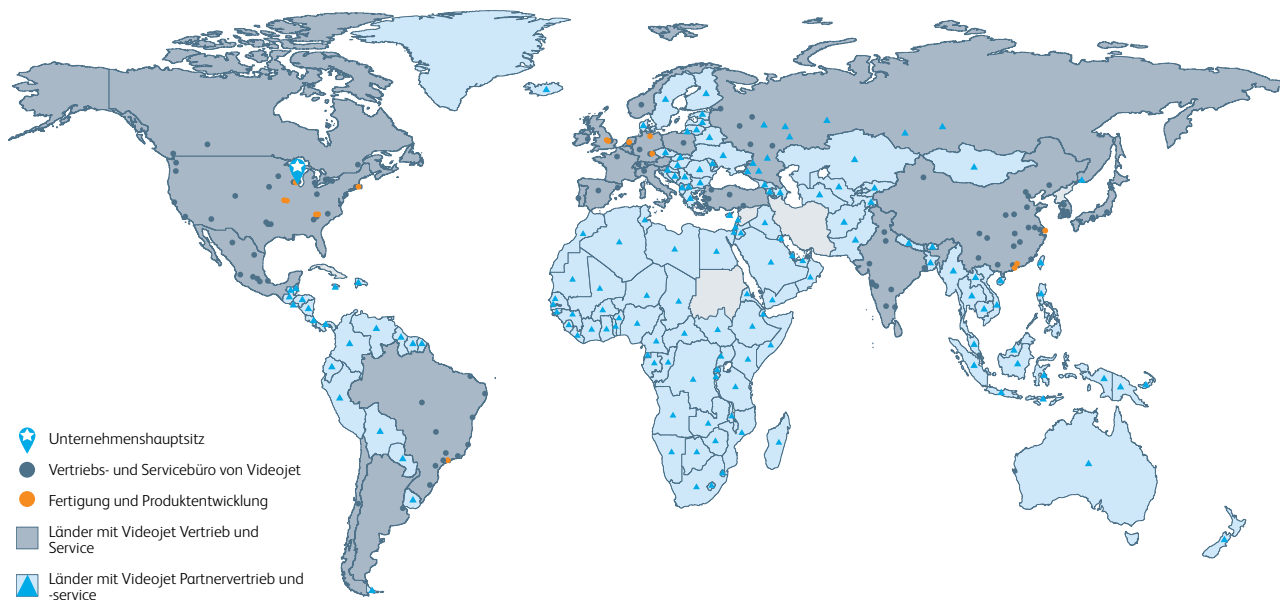 Unternehmenshauptsitz
Vertriebs- und Servicebüro von Videojet
Fertigung und Produktentwicklung
Länder mit Videojet Vertrieb und
Service
Länder mit Videojet Partnervertrieb und
-service